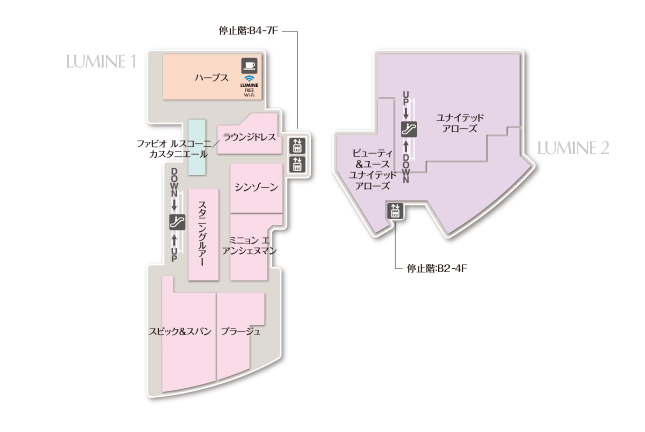 停止階:B4-7F
LUMINE 1
ハーブス
LUMINE
FREE
Wi-Fi
ファビオ ルスコーニ／
カスタニエール
ラウンジドレス
シンゾーン
DOWN
UP
スタニングルアー
ミニョン エ
アンシェヌマン
スピック&スパン
プラージュ
UP
DOWN
ユナイテッド
アローズ
LUMINE 2
ビューティ
&ユース
ユナイテッド
アローズ
停止階:B2-4F